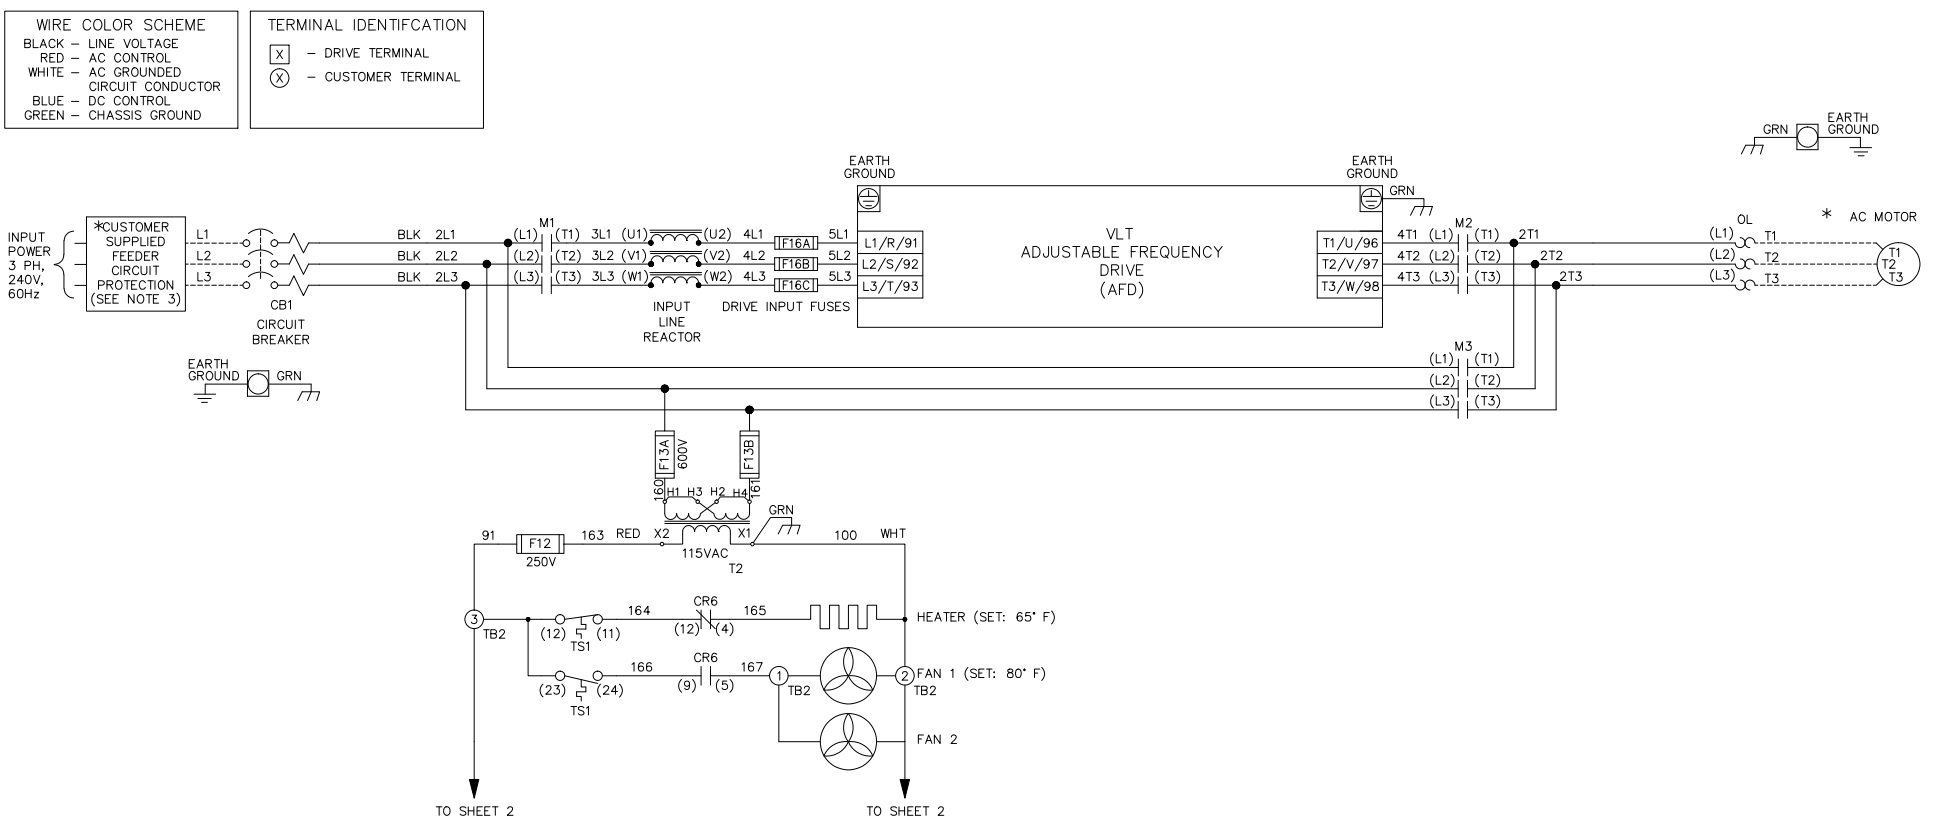 WIRE COLOR SCHEME
BLACK – LINE VOLTAGE
RED – AC CONTROL
WHITE – AC GROUNDED
CIRCUIT CONDUCTOR
BLUE – DC CONTROL
GREEN – CHASSIS GROUND
TERMINAL IDENTIFCATION
X – DRIVE TERMINAL
X – CUSTOMER TERMINAL
GRN
EARTH
GROUND
INPUT
POWER
3 PH,
240V,
60Hz
*CUSTOMER
SUPPLIED
FEEDER
CIRCUIT
PROTECTION
(SEE NOTE 3)
L1
L2
L3
CB1
CIRCUIT
BREAKER
EARTH
GROUND
GRN
BLK 2L1
BLK 2L2
BLK 2L3
M1
(L1) (T1) 3L1 (U1) (U2) 4L1 F16A 5L1
(L2) (T2) 3L2 (V1) (V2) 4L2 F16B 5L2
(L3) (T3) 3L3 (W1) (W2) 4L3 F16C 5L3
INPUT
LINE
REACTOR
DRIVE INPUT FUSES
EARTH
GROUND
L1/R/91
L2/S/92
L3/T/93
VLT
ADJUSTABLE FREQUENCY
DRIVE
(AFD)
EARTH
GROUND
GRN
T1/U/96
T2/V/97
T3/W/98
M2
4T1 (L1) (T1) 2T1
4T2 (L2) (T2) 2T2
4T3 (L3) (T3) 2T3
OL
(L1) T1
(L2) T2
(L3) T3
* AC MOTOR
T1
T2
T3
M3
(L1) (T1)
(L2) (T2)
(L3) (T3)
F13A
600V
F13B
160
161
H1 H3 H2 H4
GRN
91 F12 163 RED X2 X1 100 WHT
250V
115VAC
T2
3
TB2
(12) (11)
TS1
164
CR6
(12) (4)
165
HEATER (SET: 65° F)
(23) (24)
TS1
166
CR6
(9) (5)
167
1
TB2
2
TB2
FAN 1 (SET: 80° F)
FAN 2
TO SHEET 2
TO SHEET 2